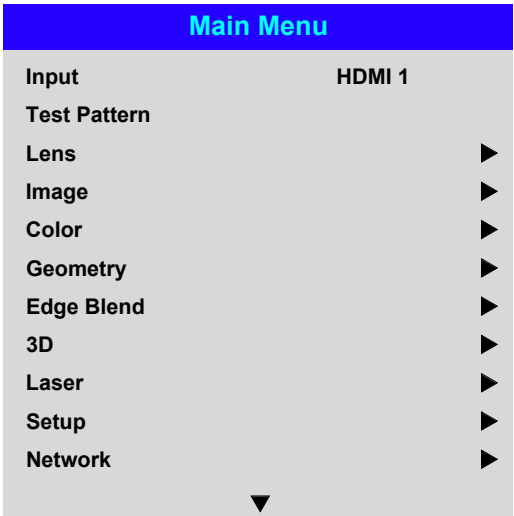 Main Menu
Input HDMI 1
Test Pattern
Lens
Image
Color
Geometry
Edge Blend
3D
Laser
Setup
Network